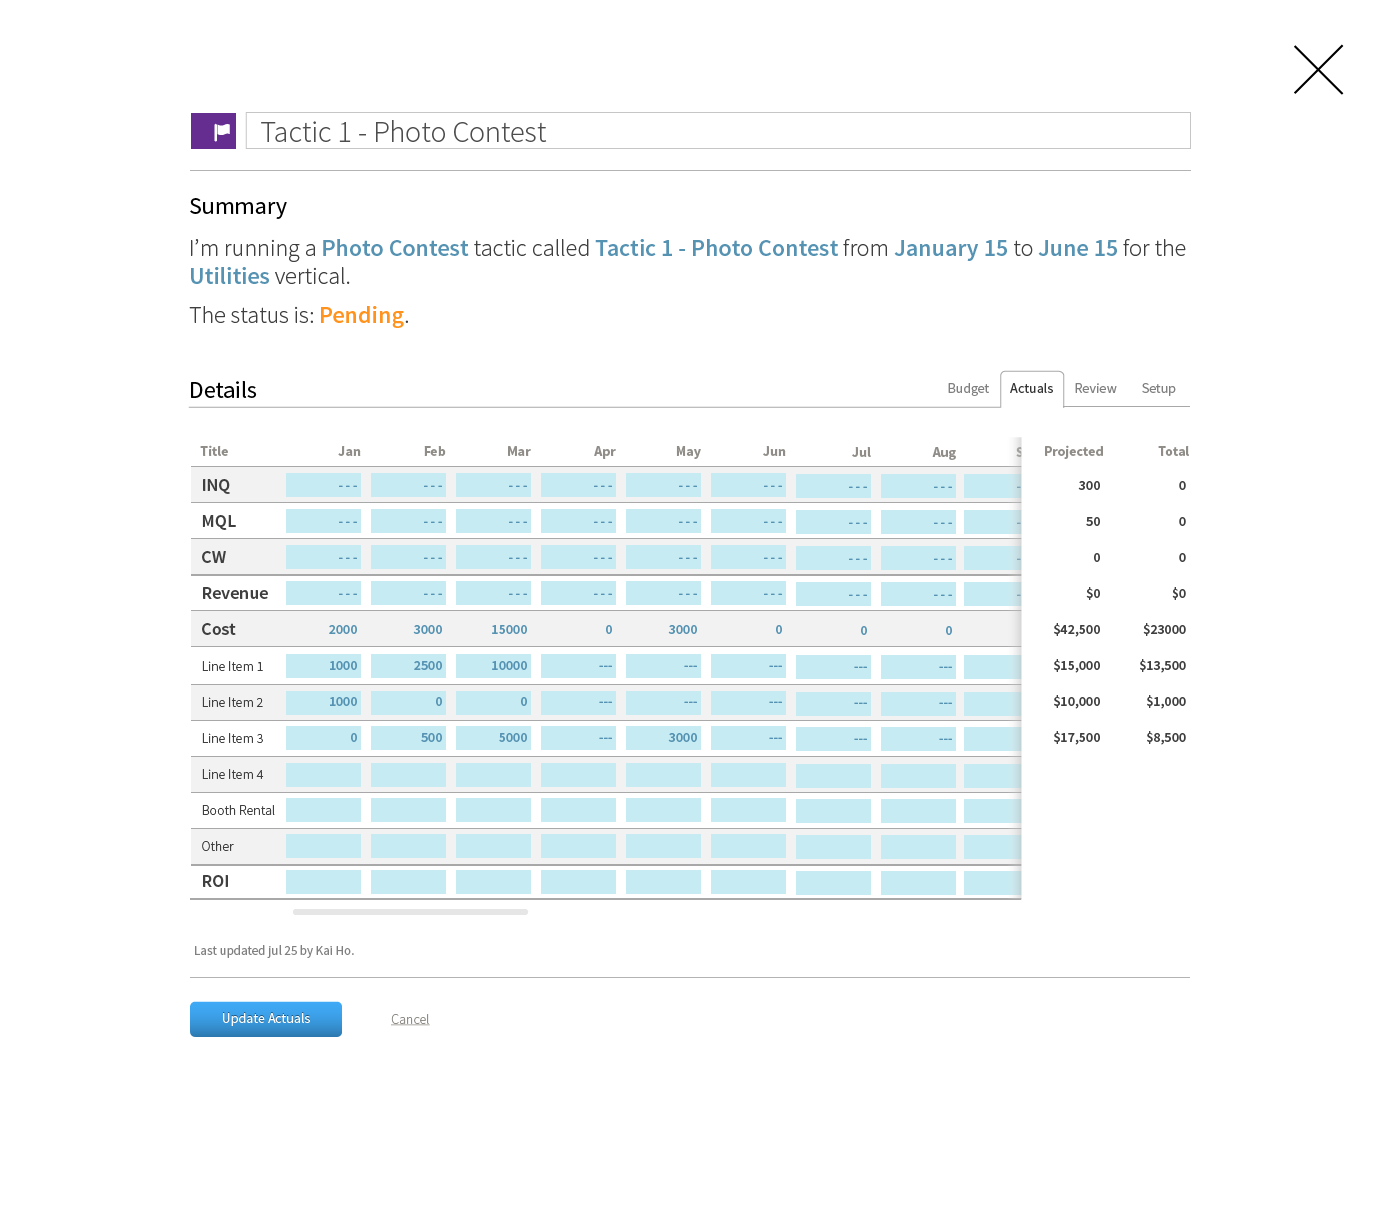 Tactic 1 - Photo Contest
Summary
I'm running a Photo Contest tactic called Tactic 1 - Photo Contest from January 15 to June 15 for the
Utilities vertical.
The status is: Pending.
Details Budget Actuals Review Setup
Title Jan Feb Mar Apr May Jun Jul Aug S Projected Total
INQ --- --- --- --- --- --- --- --- - 300 0
MQL --- --- --- --- --- --- --- --- - 50 0
CW --- --- --- --- --- --- --- --- - 0 0
Revenue --- --- --- --- --- --- --- --- - $0 $0
Cost 2000 3000 15000 0 3000 0 0 0 $42,500 $23000
Line Item 1 1000 2500 10000 --- --- --- --- --- $15,000 $13,500
Line Item 2 1000 0 0 --- --- --- --- --- $10,000 $1,000
Line Item 3 0 500 5000 --- 3000 --- --- --- $17,500 $8,500
Line Item 4
Booth Rental
Other
ROI
Last updated jul 25 by Kai Ho.
Update Actuals Cancel